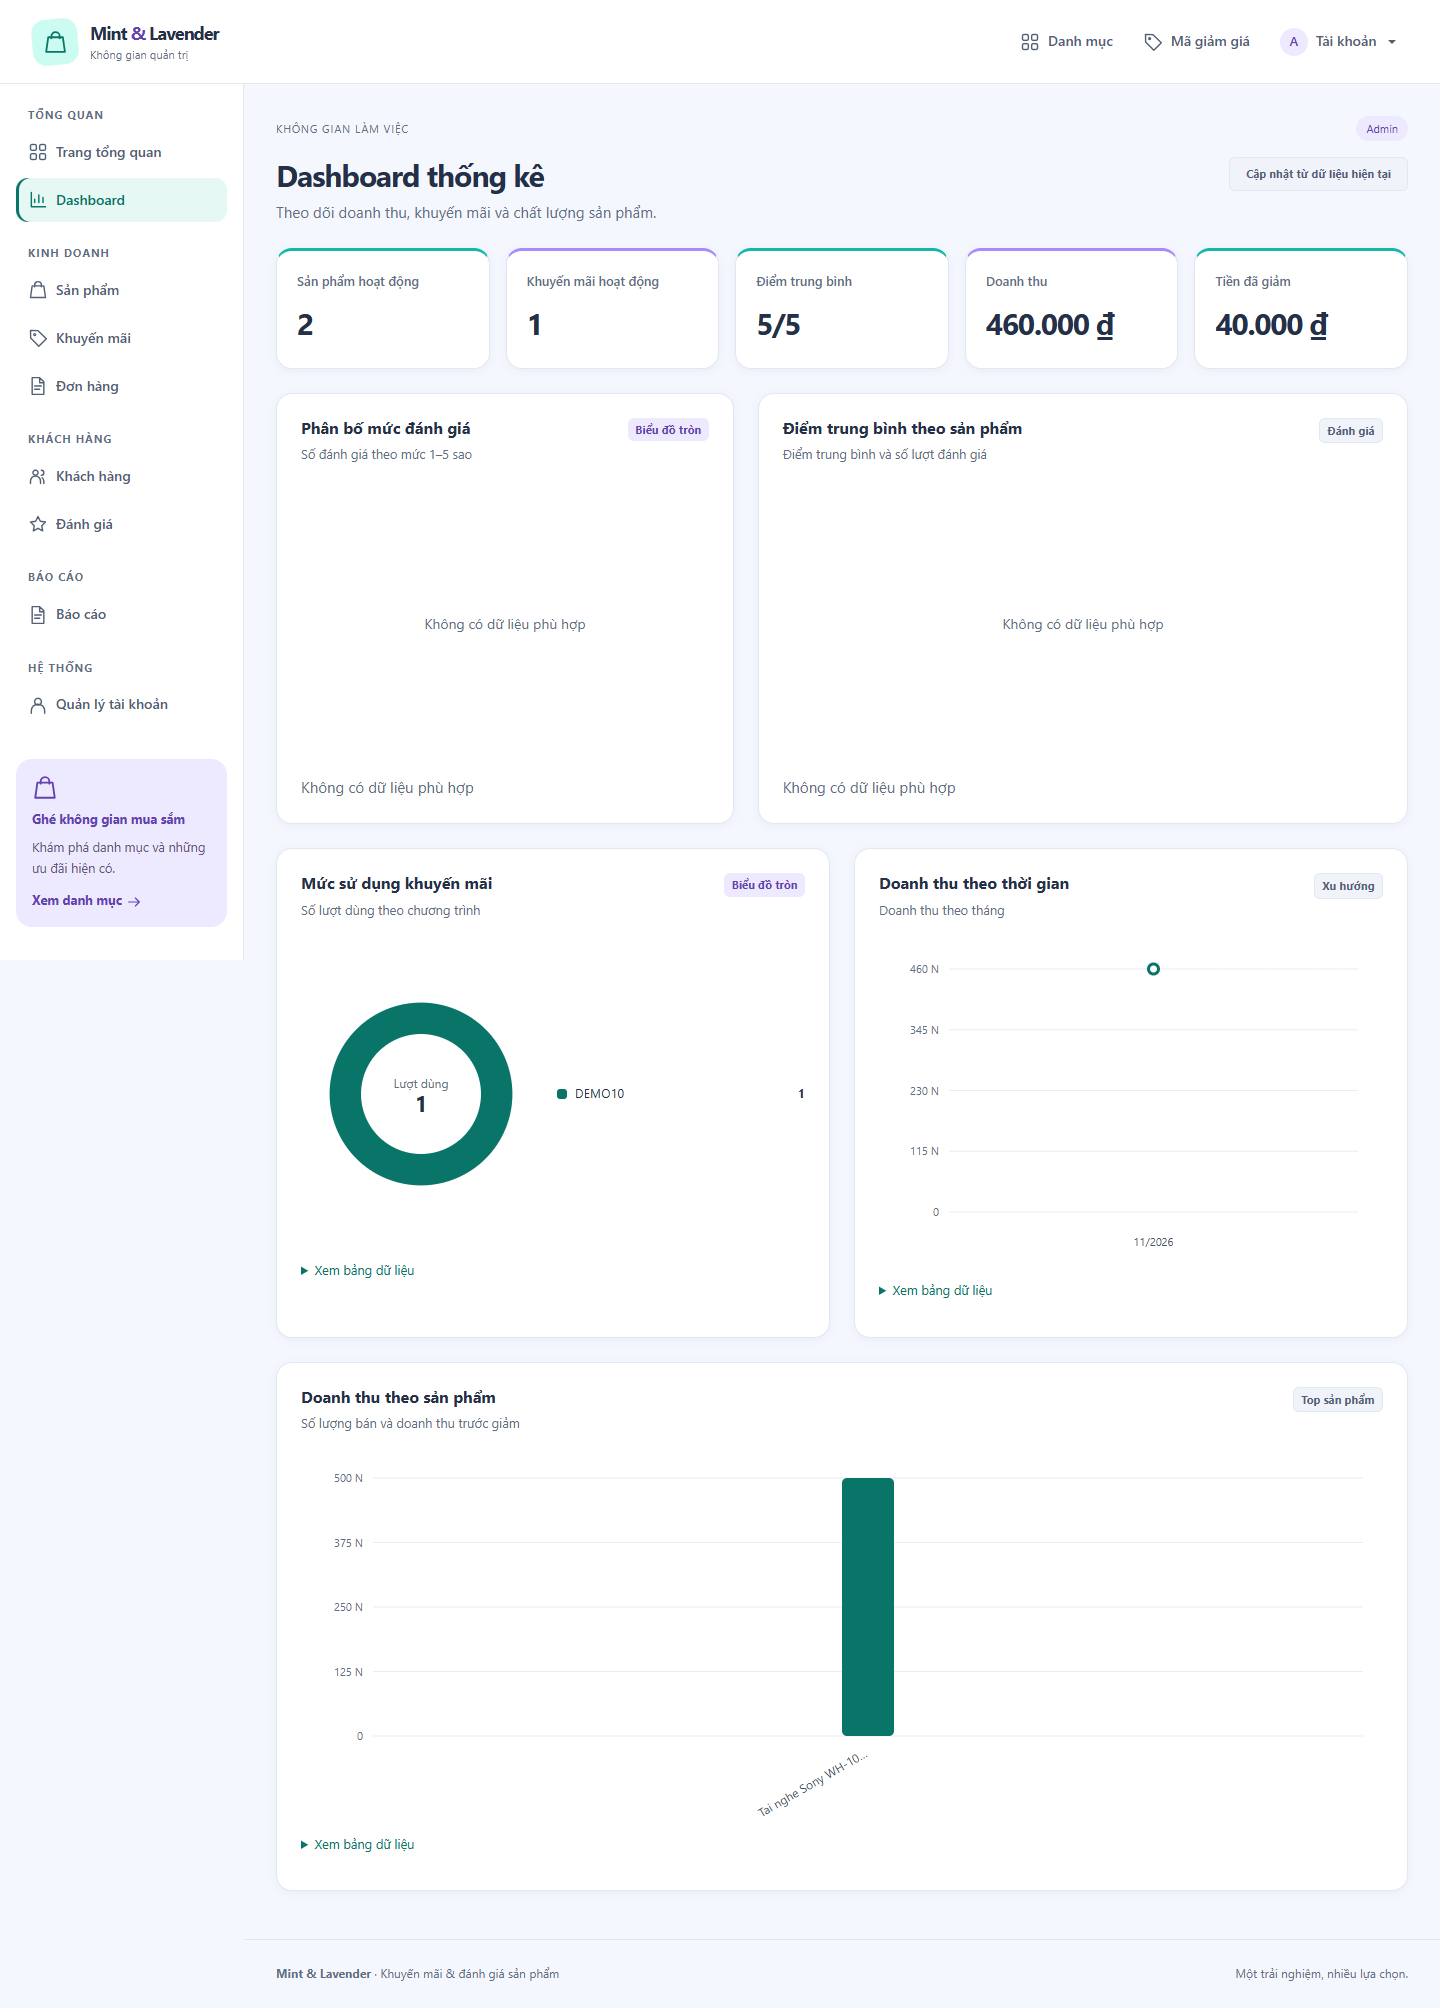 Mint & Lavender
Không gian quản trị
Danh mục
Mã giảm giá
A
Tài khoản
TỔNG QUAN
Trang tổng quan
Dashboard
KINH DOANH
Sản phẩm
Khuyến mãi
Đơn hàng
KHÁCH HÀNG
Khách hàng
Đánh giá
BÁO CÁO
Báo cáo
HỆ THỐNG
Quản lý tài khoản
Ghé không gian mua sắm
Khám phá danh mục và những
ưu đãi hiện có.
Xem danh mục →
KHÔNG GIAN LÀM VIỆC
Admin
Dashboard thống kê
Cập nhật từ dữ liệu hiện tại
Theo dõi doanh thu, khuyến mãi và chất lượng sản phẩm.
Sản phẩm hoạt động
2
Khuyến mãi hoạt động
1
Điểm trung bình
5/5
Doanh thu
460.000 ₫
Tiền đã giảm
40.000 ₫
Phân bố mức đánh giá
Biểu đồ tròn
Số đánh giá theo mức 1–5 sao
Không có dữ liệu phù hợp
Không có dữ liệu phù hợp
Điểm trung bình theo sản phẩm
Đánh giá
Điểm trung bình và số lượt đánh giá
Không có dữ liệu phù hợp
Không có dữ liệu phù hợp
Mức sử dụng khuyến mãi
Biểu đồ tròn
Số lượt dùng theo chương trình
Lượt dùng
1
DEMO10
1
Xem bảng dữ liệu
Doanh thu theo thời gian
Xu hướng
Doanh thu theo tháng
460 N
345 N
230 N
115 N
0
11/2026
Xem bảng dữ liệu
Doanh thu theo sản phẩm
Top sản phẩm
Số lượng bán và doanh thu trước giảm
500 N
375 N
250 N
125 N
0
Tai nghe Sony WH-10...
Xem bảng dữ liệu
Mint & Lavender · Khuyến mãi & đánh giá sản phẩm
Một trải nghiệm, nhiều lựa chọn.